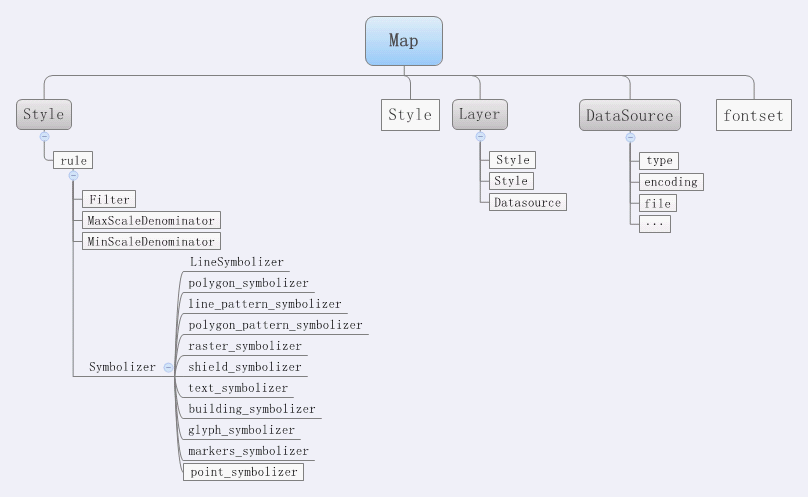 Map
Style
Style
Layer
DataSource
fontset
rule
Filter
MaxScaleDenominator
MinScaleDenominator
Symbolizer
LineSymbolizer
polygon_symbolizer
line_pattern_symbolizer
polygon_pattern_symbolizer
raster_symbolizer
shield_symbolizer
text_symbolizer
building_symbolizer
glyph_symbolizer
markers_symbolizer
point_symbolizer
Style
Style
Datasource
type
encoding
file
...